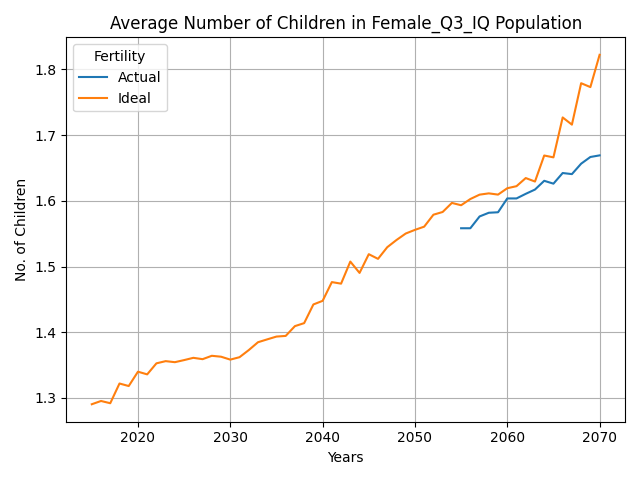 Average Number of Children in Female_Q3_IQ Population
Fertility
Actual
Ideal
1.8
1.7
1.6
1.5
1.4
1.3
No. of Children
2020 2030 2040 2050 2060 2070
Years